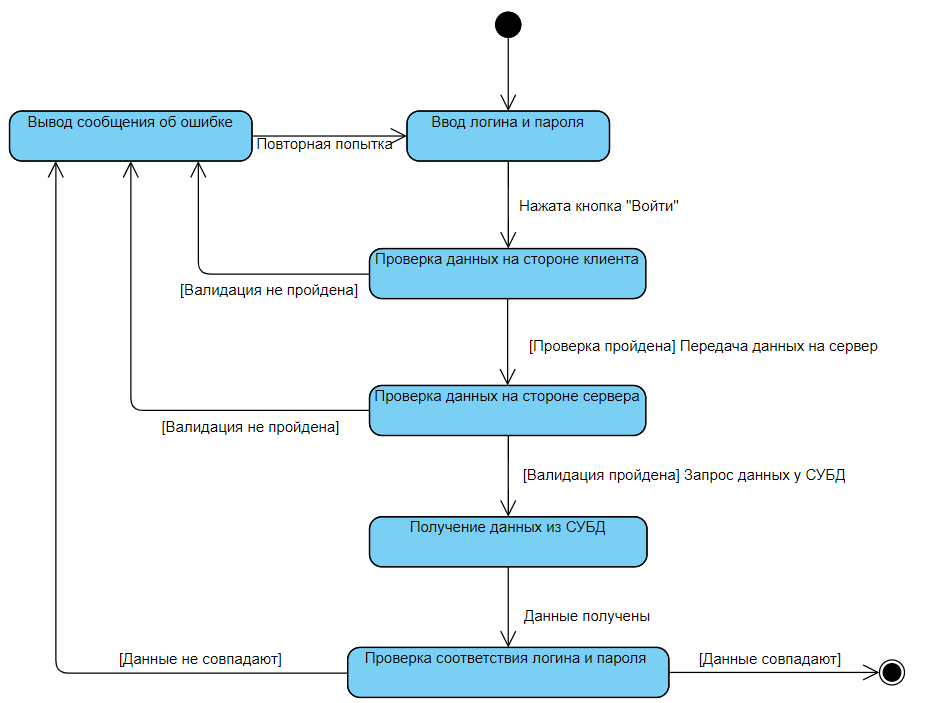 Вывод сообщения об ошибке
Повторная попытка
Ввод логина и пароля
Нажата кнопка "Войти"
Проверка данных на стороне клиента
[Валидация не пройдена]
[Проверка пройдена] Передача данных на сервер
Проверка данных на стороне сервера
[Валидация не пройдена]
[Валидация пройдена] Запрос данных у СУБД
Получение данных из СУБД
Данные получены
Проверка соответствия логина и пароля
[Данные не совпадают]
[Данные совпадают]